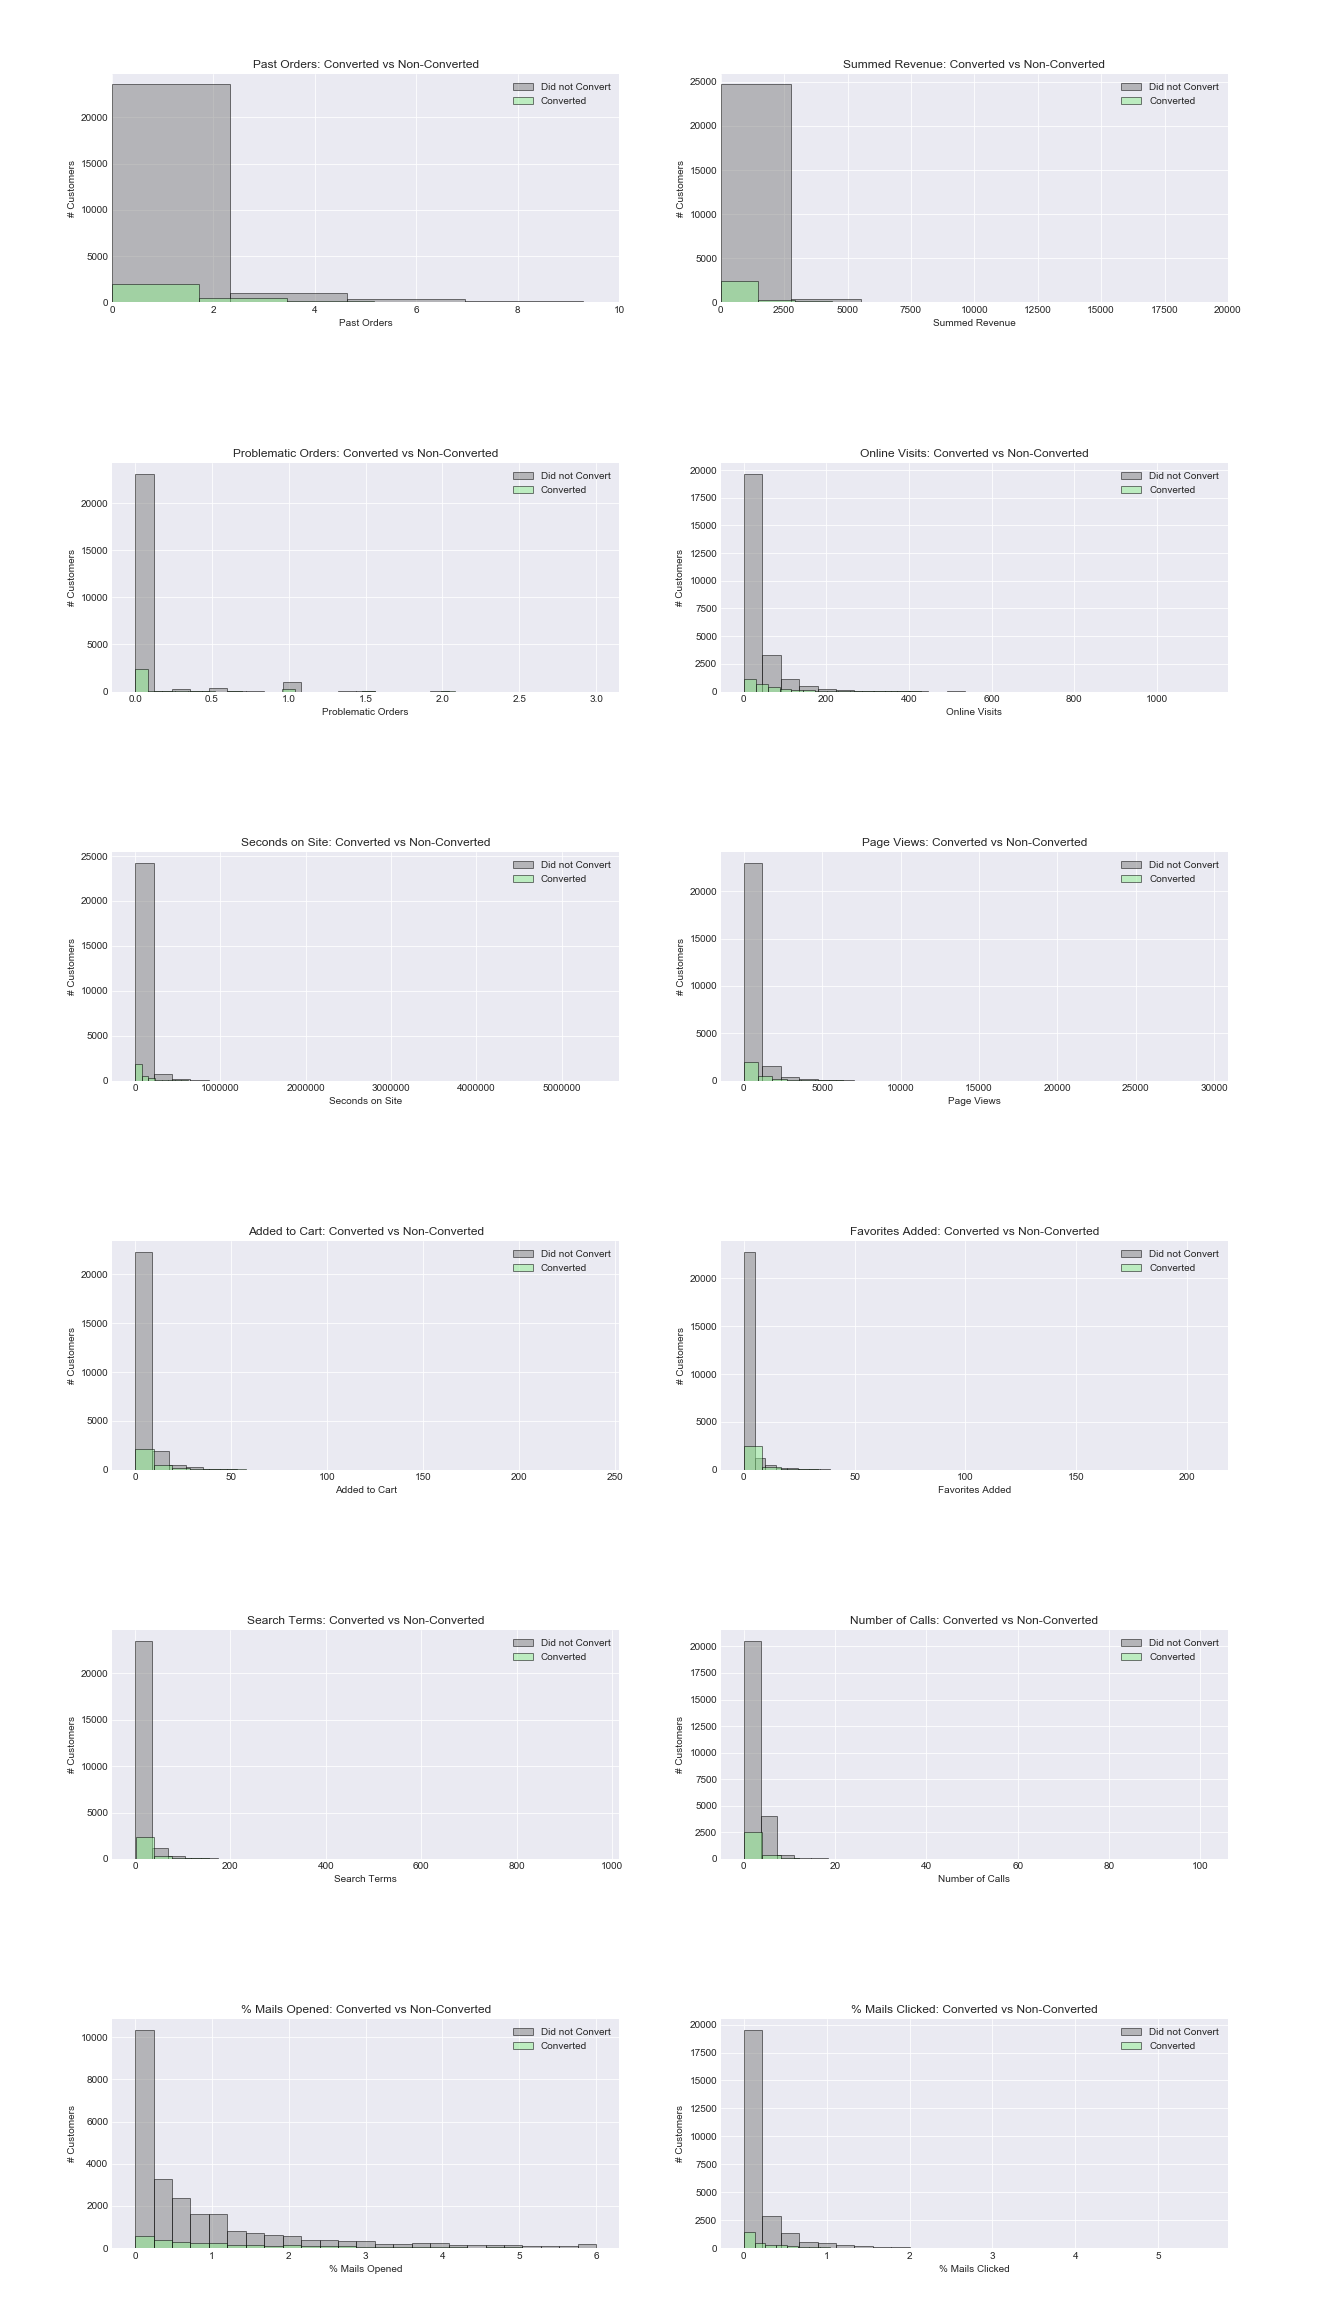 Past Orders: Converted vs Non-Converted
Did not Convert
Converted
# Customers
20000
15000
10000
5000
0
0 2 4 6 8 10
Past Orders
Summed Revenue: Converted vs Non-Converted
Did not Convert
Converted
# Customers
25000
20000
15000
10000
5000
0
0 2500 5000 7500 10000 12500 15000 17500 20000
Summed Revenue
Problematic Orders: Converted vs Non-Converted
Did not Convert
Converted
# Customers
20000
15000
10000
5000
0
0.0 0.5 1.0 1.5 2.0 2.5 3.0
Problematic Orders
Online Visits: Converted vs Non-Converted
Did not Convert
Converted
# Customers
20000
17500
15000
12500
10000
7500
5000
2500
0
0 200 400 600 800 1000
Online Visits
Seconds on Site: Converted vs Non-Converted
Did not Convert
Converted
# Customers
25000
20000
15000
10000
5000
0
0 1000000 2000000 3000000 4000000 5000000
Seconds on Site
Page Views: Converted vs Non-Converted
Did not Convert
Converted
# Customers
20000
15000
10000
5000
0
0 5000 10000 15000 20000 25000 30000
Page Views
Added to Cart: Converted vs Non-Converted
Did not Convert
Converted
# Customers
20000
15000
10000
5000
0
0 50 100 150 200 250
Added to Cart
Favorites Added: Converted vs Non-Converted
Did not Convert
Converted
# Customers
20000
15000
10000
5000
0
0 50 100 150 200
Favorites Added
Search Terms: Converted vs Non-Converted
Did not Convert
Converted
# Customers
20000
15000
10000
5000
0
0 200 400 600 800 1000
Search Terms
Number of Calls: Converted vs Non-Converted
Did not Convert
Converted
# Customers
20000
17500
15000
12500
10000
7500
5000
2500
0
0 20 40 60 80 100
Number of Calls
% Mails Opened: Converted vs Non-Converted
Did not Convert
Converted
# Customers
10000
8000
6000
4000
2000
0
0 1 2 3 4 5 6
% Mails Opened
% Mails Clicked: Converted vs Non-Converted
Did not Convert
Converted
# Customers
20000
17500
15000
12500
10000
7500
5000
2500
0
0 1 2 3 4 5
% Mails Clicked